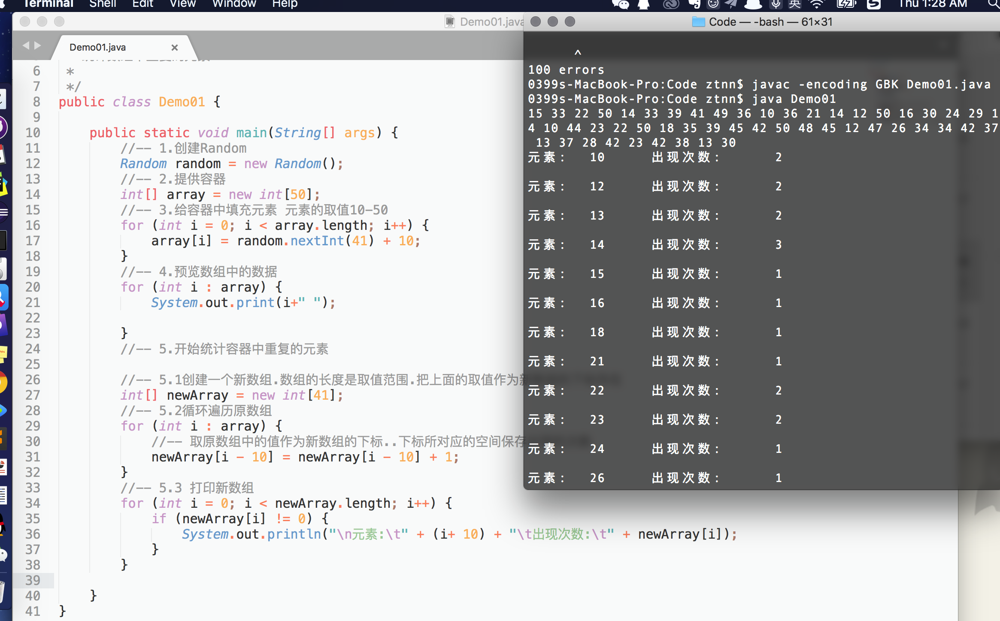 Terminal Shell Edit View Window Help
英 Thu 1:28 AM
Demo01.java
Demo01.java
6 *
7 */
8 public class Demo01 {
9
10 public static void main(String[] args) {
11 //-- 1.创建Random
12 Random random = new Random();
13 //-- 2.提供容器
14 int[] array = new int[50];
15 //-- 3.给容器中填充元素 元素的取值10-50
16 for (int i = 0; i < array.length; i++) {
17 array[i] = random.nextInt(41) + 10;
18 }
19 //-- 4.预览数组中的数据
20 for (int i : array) {
21 System.out.print(i+" ");
22
23 }
24 //-- 5.开始统计容器中重复的元素
25
26 //-- 5.1创建一个新数组.数组的长度是取值范围.把上面的取值作为
27 int[] newArray = new int[41];
28 //-- 5.2循环遍历原数组
29 for (int i : array) {
30 //-- 取原数组中的值作为新数组的下标..下标所对应的空间保存
31 newArray[i - 10] = newArray[i - 10] + 1;
32 }
33 //-- 5.3 打印新数组
34 for (int i = 0; i < newArray.length; i++) {
35 if (newArray[i] != 0) {
36 System.out.println("\n元素:\t" + (i+ 10) + "\t出现次数:\t" + newArray[i]);
37 }
38 }
39
40 }
41 }
Code — -bash — 61×31
^
100 errors
0399s-MacBook-Pro:Code ztnn$ javac -encoding GBK Demo01.java
0399s-MacBook-Pro:Code ztnn$ java Demo01
15 33 22 50 14 33 39 41 49 36 10 36 21 14 12 50 16 30 24 29 1
4 10 44 23 22 50 18 35 39 45 42 50 48 45 12 47 26 34 34 42 37
13 37 28 42 23 42 38 13 30
元素: 10 出现次数: 2
元素: 12 出现次数: 2
元素: 13 出现次数: 2
元素: 14 出现次数: 3
元素: 15 出现次数: 1
元素: 16 出现次数: 1
元素: 18 出现次数: 1
元素: 21 出现次数: 1
元素: 22 出现次数: 2
元素: 23 出现次数: 2
元素: 24 出现次数: 1
元素: 26 出现次数: 1